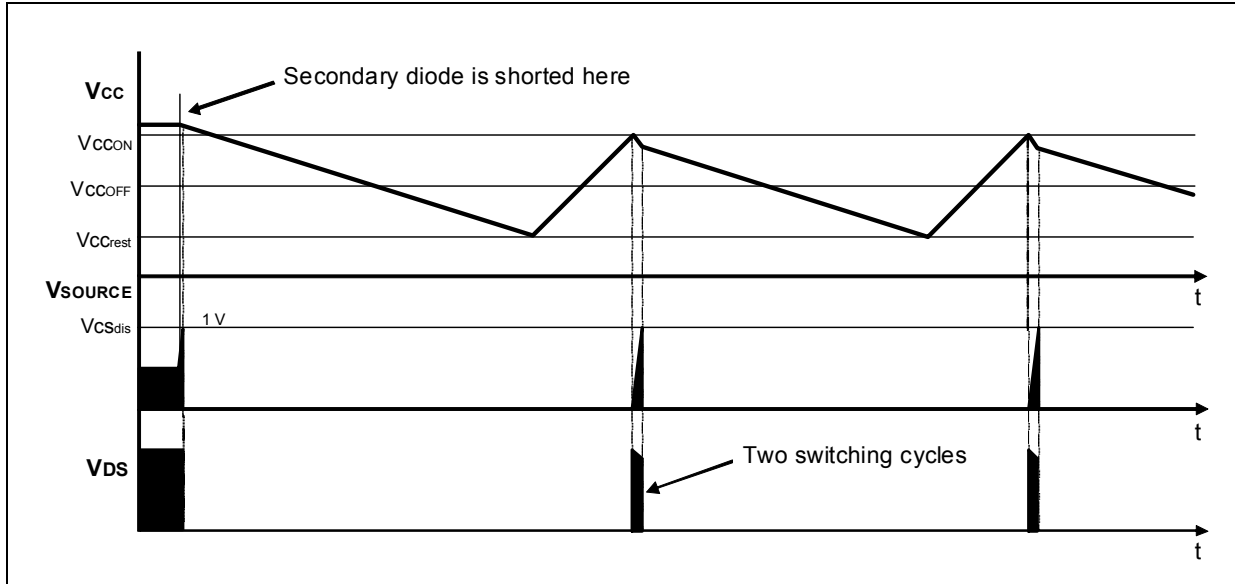 Secondary diode is shorted here
VCC
VCCON
VCCOFF
VCCrest
VSOURCE
t
VCSdis
1 V
t
VDS
Two switching cycles
t